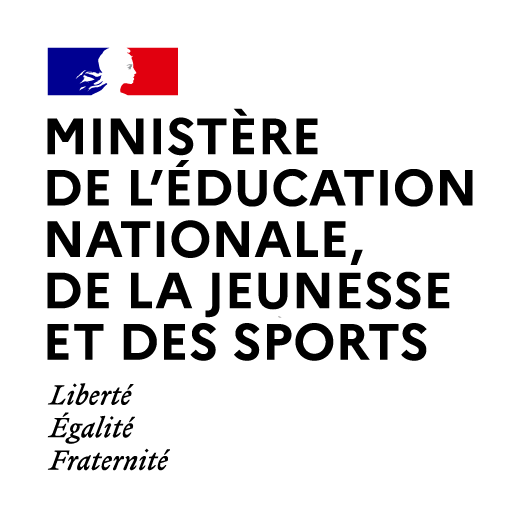 MINISTÈRE
DE L’ÉDUCATION
NATIONALE,
DE LA JEUNESSE
ET DES SPORTS
Liberté
Égalité
Fraternité